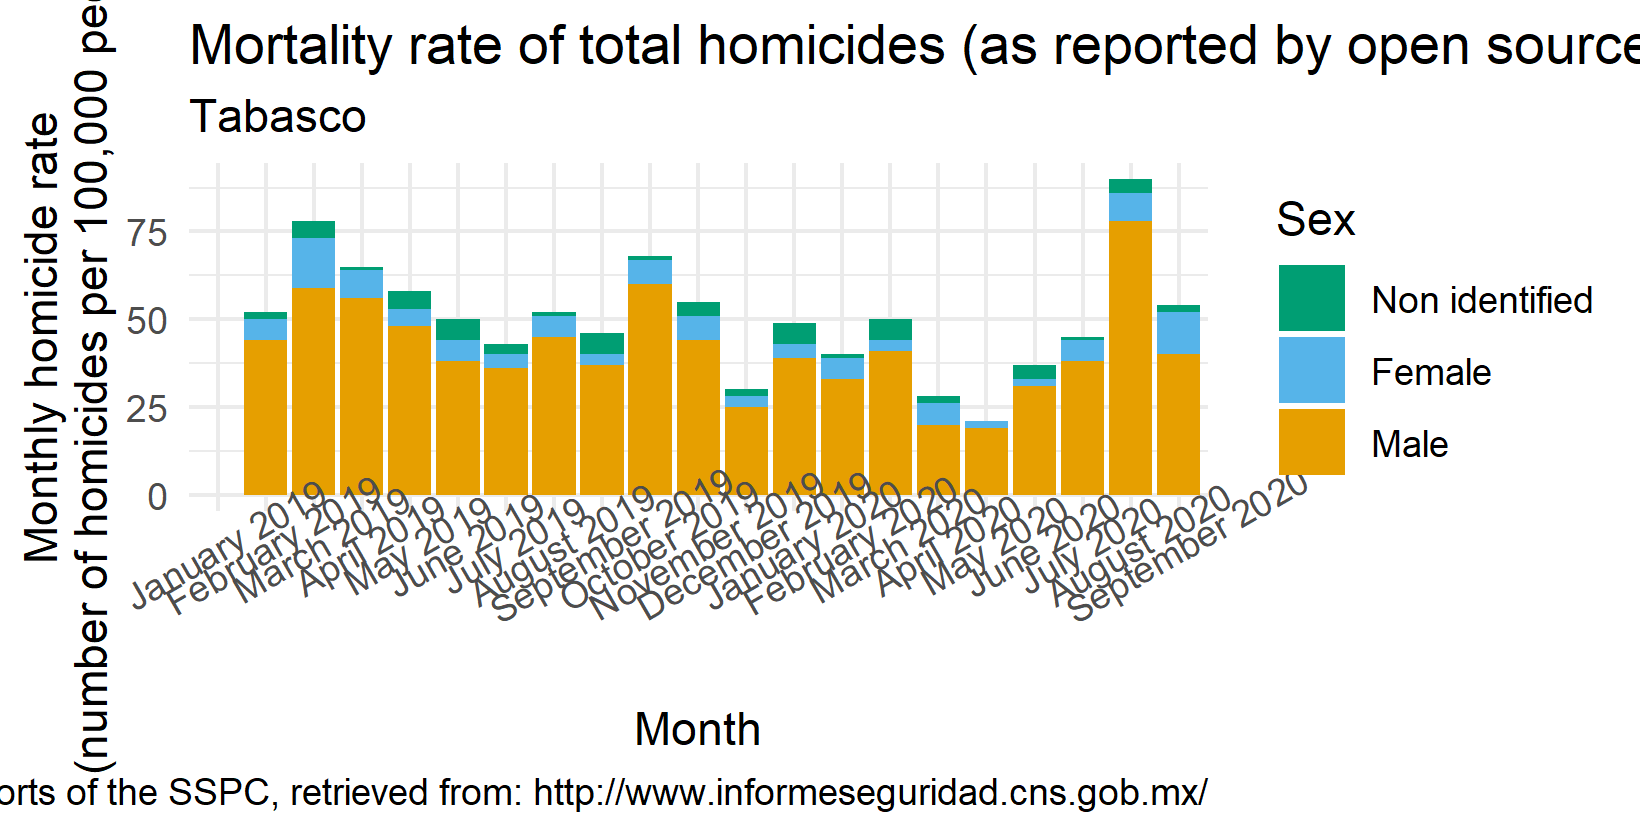 Mortality rate of total homicides (as reported by open source
Tabasco
Monthly homicide rate
(number of homicides per 100,000 peo
75
50
25
0
Sex
Non identified
Female
Male
January 2019
February 2019
March 2019
April 2019
May 2019
June 2019
July 2019
August 2019
September 2019
October 2019
November 2019
December 2019
January 2020
February 2020
March 2020
April 2020
May 2020
June 2020
July 2020
August 2020
September 2020
Month
orts of the SSPC, retrieved from: http://www.informeseguridad.cns.gob.mx/